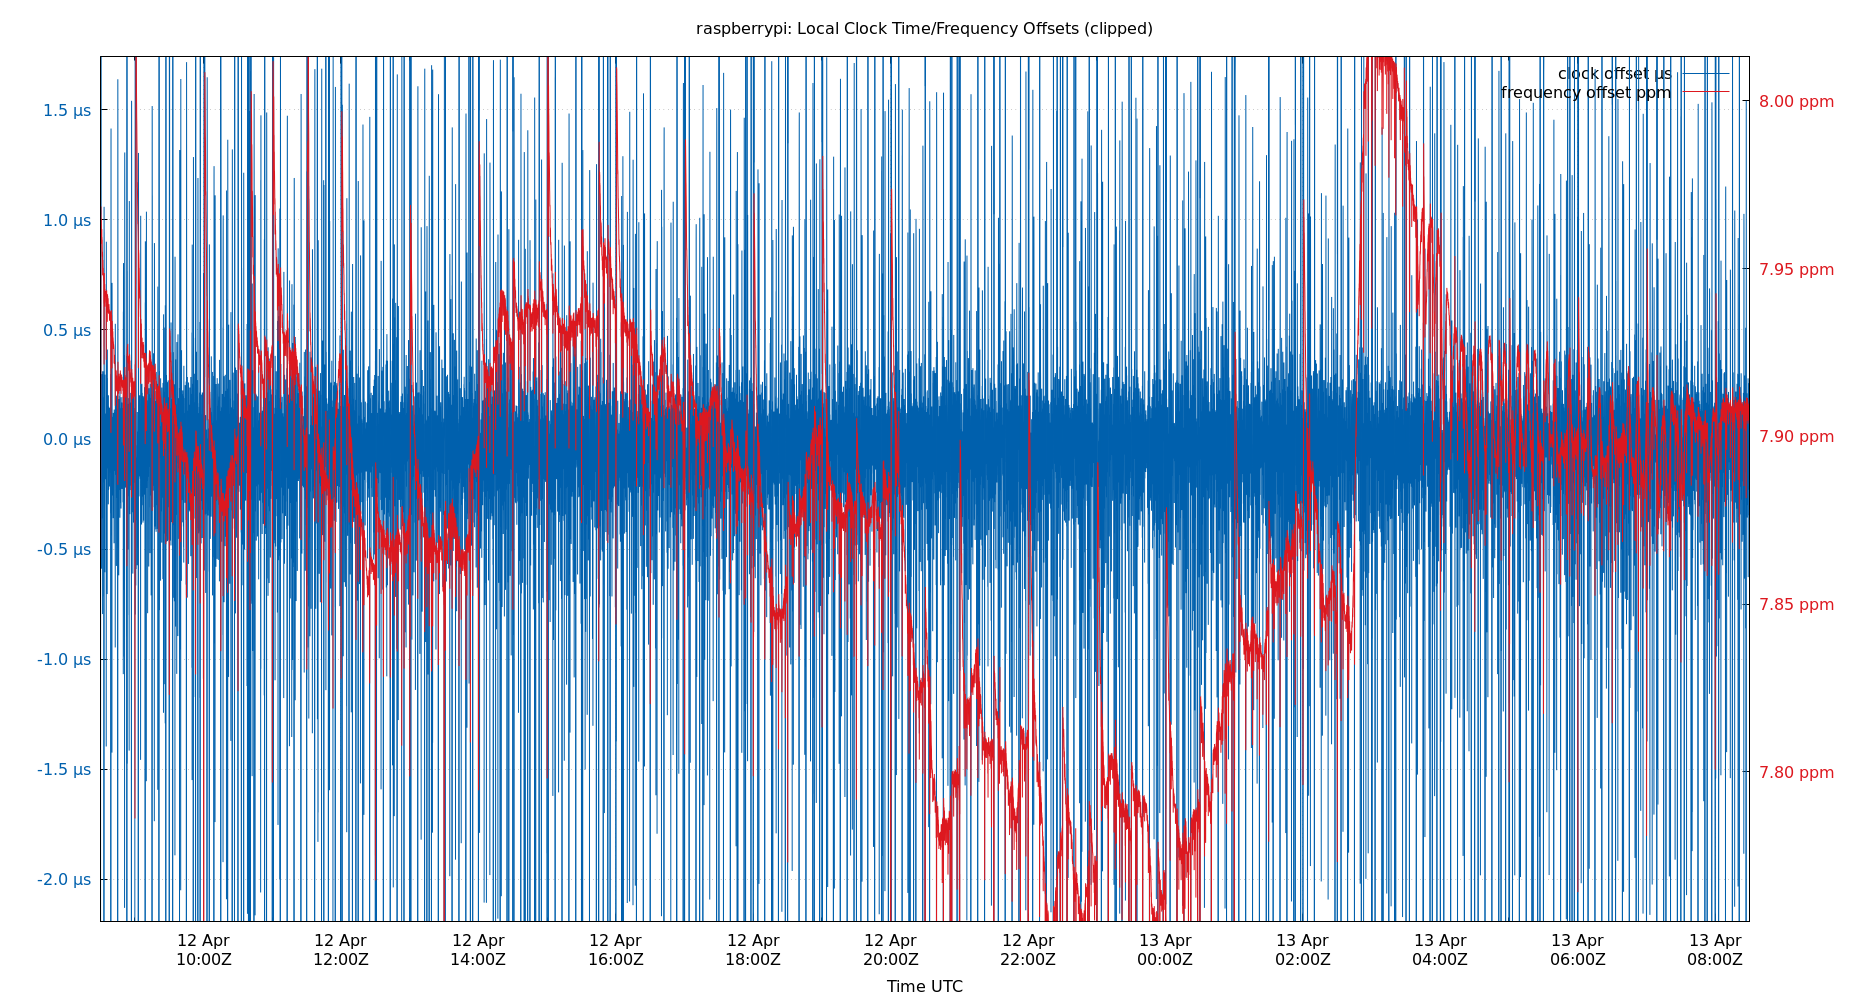 raspberrypi: Local Clock Time/Frequency Offsets (clipped)
clock offset µs
frequency offset ppm
1.5 µs
1.0 µs
0.5 µs
0.0 µs
-0.5 µs
-1.0 µs
-1.5 µs
-2.0 µs
8.00 ppm
7.95 ppm
7.90 ppm
7.85 ppm
7.80 ppm
12 Apr 12 Apr 12 Apr 12 Apr 12 Apr 12 Apr 12 Apr 13 Apr 13 Apr 13 Apr 13 Apr 13 Apr
10:00Z 12:00Z 14:00Z 16:00Z 18:00Z 20:00Z 22:00Z 00:00Z 02:00Z 04:00Z 06:00Z 08:00Z
Time UTC